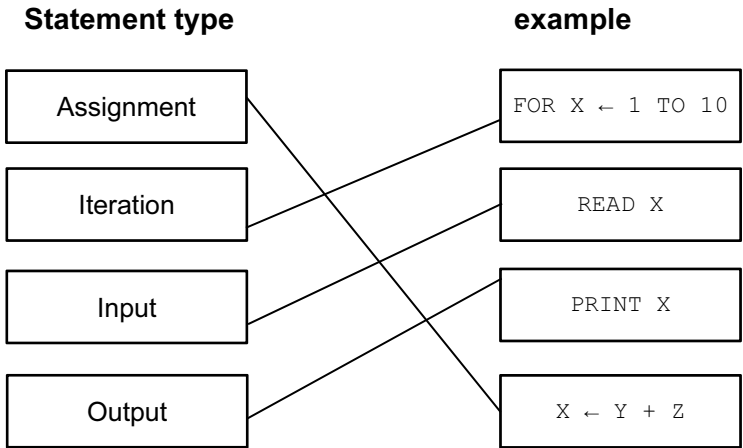 Statement type
example
Assignment
FOR X ← 1 TO 10
Iteration
READ X
Input
PRINT X
Output
X ← Y + Z